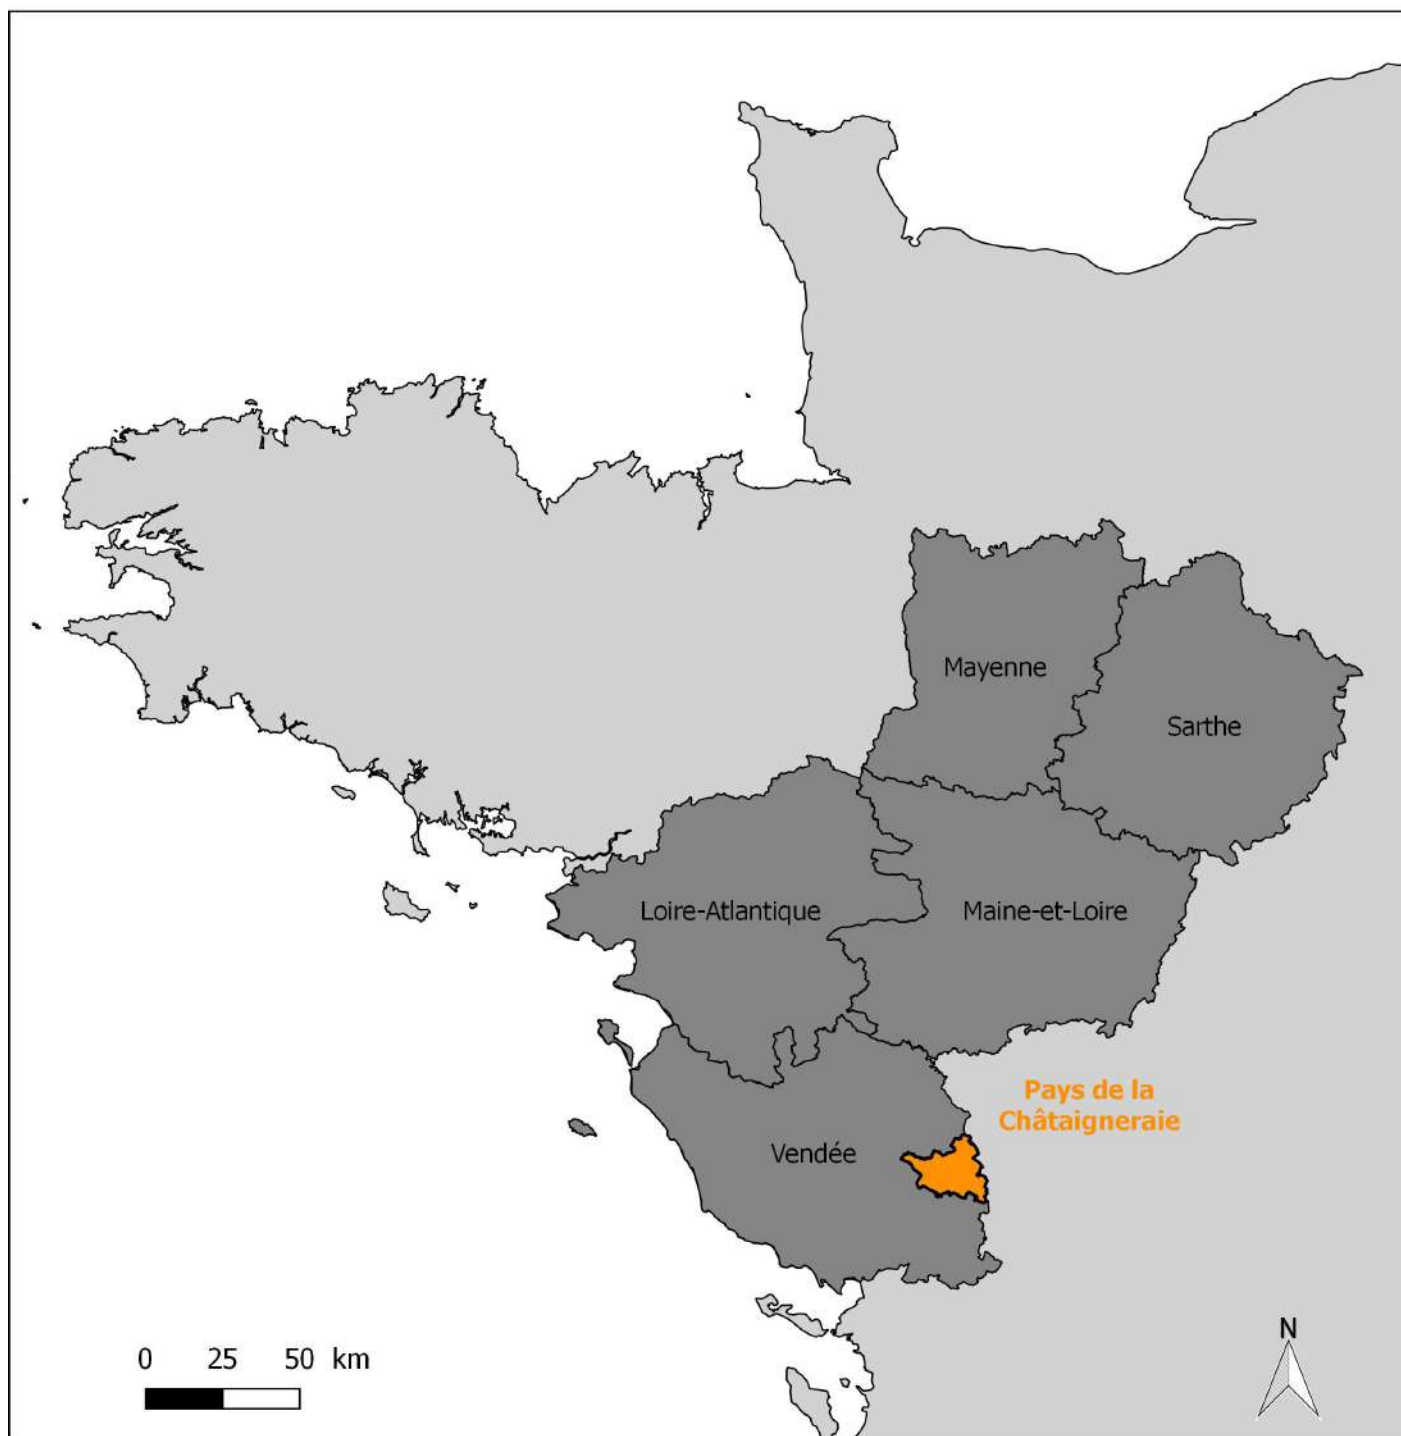 Mayenne
Sarthe
Loire-Atlantique
Maine-et-Loire
Pays de la
Châtaigneraie
Vendée
0 25 50 km
N